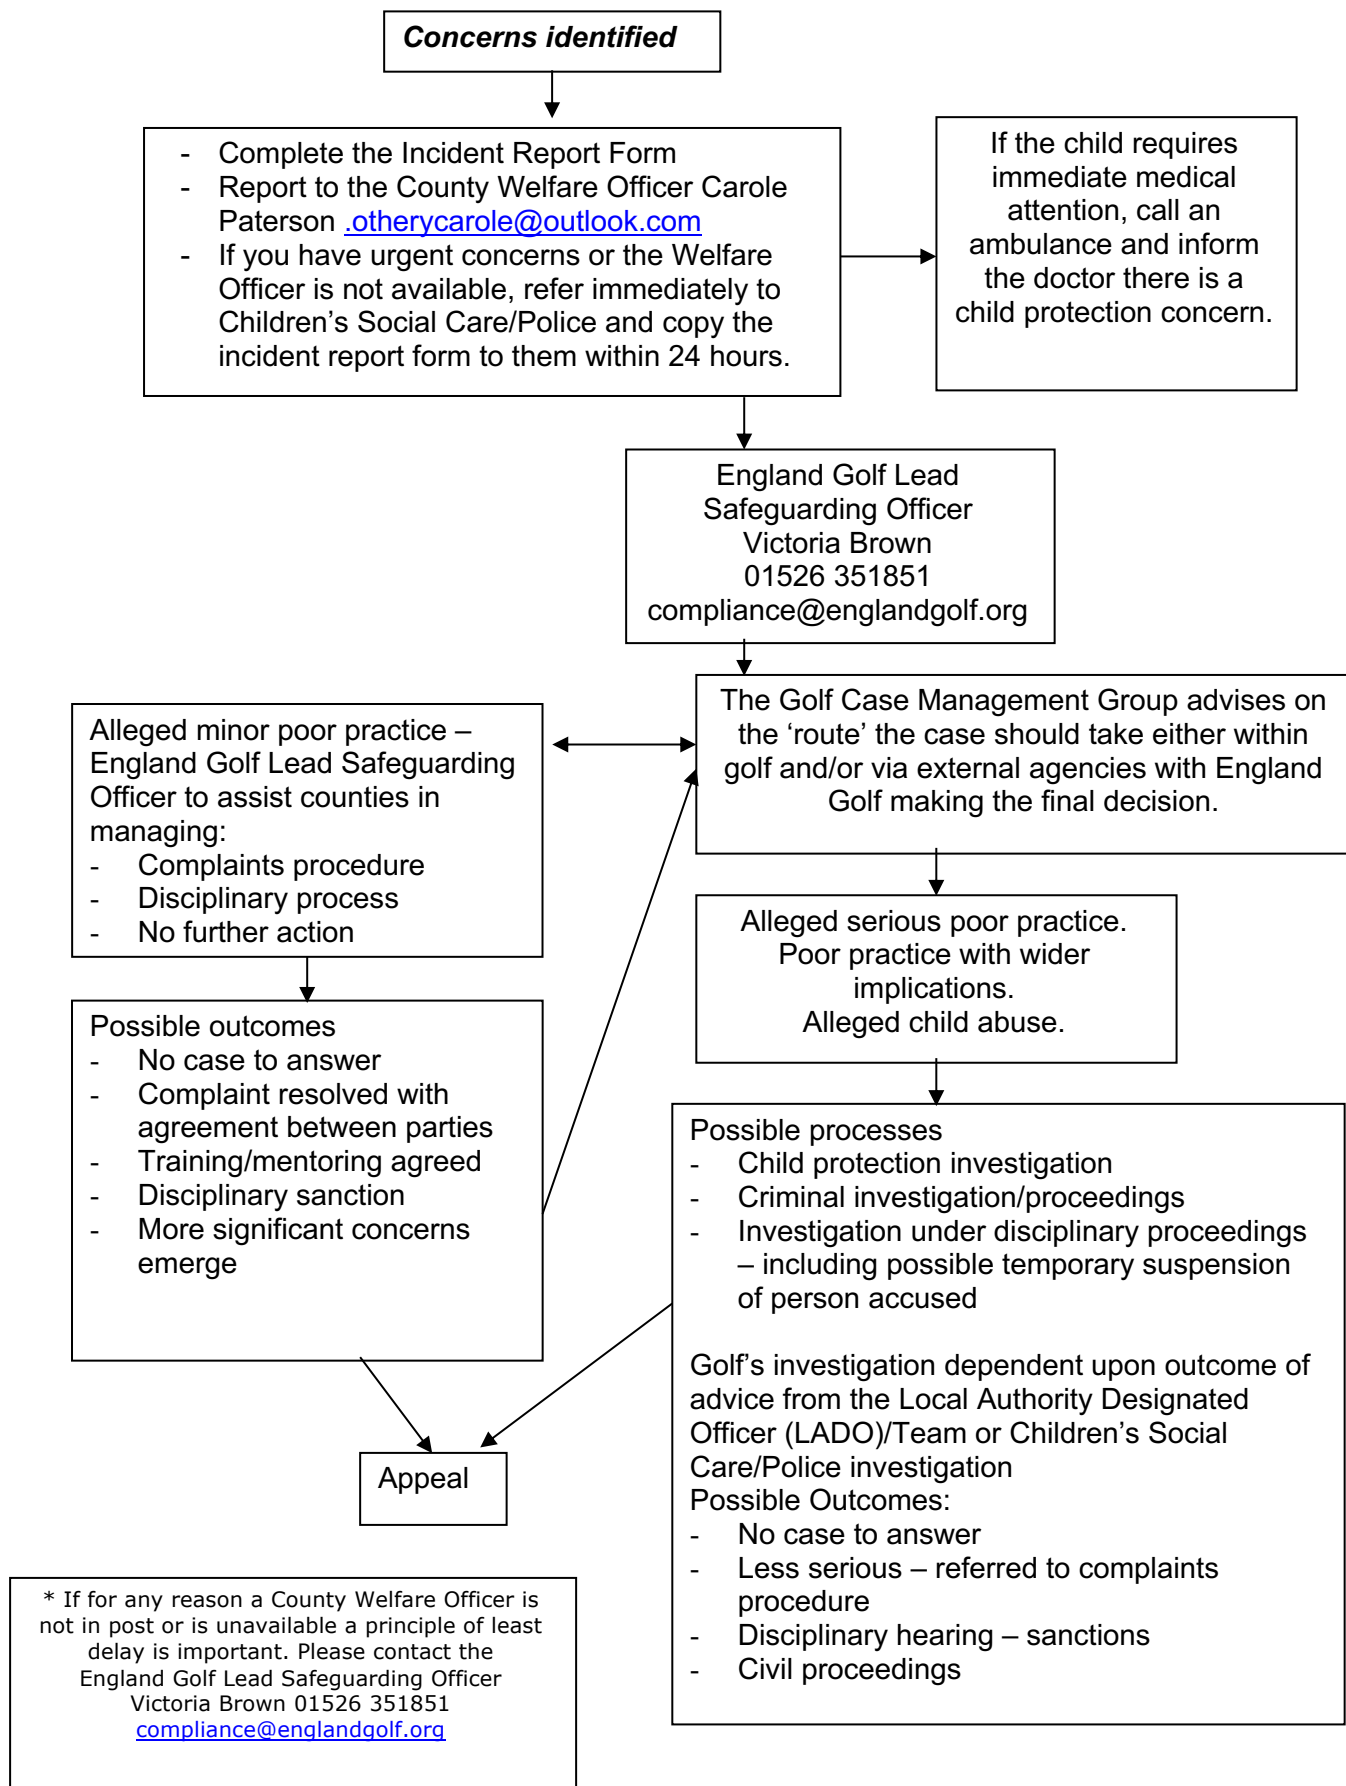 Concerns identified
- Complete the Incident Report Form
- Report to the County Welfare Officer Carole
Paterson .otherycarole@outlook.com
- If you have urgent concerns or the Welfare
Officer is not available, refer immediately to
Children’s Social Care/Police and copy the
incident report form to them within 24 hours.
If the child requires
immediate medical
attention, call an
ambulance and inform
the doctor there is a
child protection concern.
England Golf Lead
Safeguarding Officer
Victoria Brown
01526 351851
compliance@englandgolf.org
The Golf Case Management Group advises on
the ‘route’ the case should take either within
golf and/or via external agencies with England
Golf making the final decision.
Alleged minor poor practice –
England Golf Lead Safeguarding
Officer to assist counties in
managing:
- Complaints procedure
- Disciplinary process
- No further action
Alleged serious poor practice.
Poor practice with wider
implications.
Alleged child abuse.
Possible outcomes
- No case to answer
- Complaint resolved with
agreement between parties
- Training/mentoring agreed
- Disciplinary sanction
- More significant concerns
emerge
Possible processes
- Child protection investigation
- Criminal investigation/proceedings
- Investigation under disciplinary proceedings
– including possible temporary suspension
of person accused
Golf’s investigation dependent upon outcome of
advice from the Local Authority Designated
Officer (LADO)/Team or Children’s Social
Care/Police investigation
Possible Outcomes:
- No case to answer
- Less serious – referred to complaints
procedure
- Disciplinary hearing – sanctions
- Civil proceedings
Appeal
* If for any reason a County Welfare Officer is
not in post or is unavailable a principle of least
delay is important. Please contact the
England Golf Lead Safeguarding Officer
Victoria Brown 01526 351851
compliance@englandgolf.org